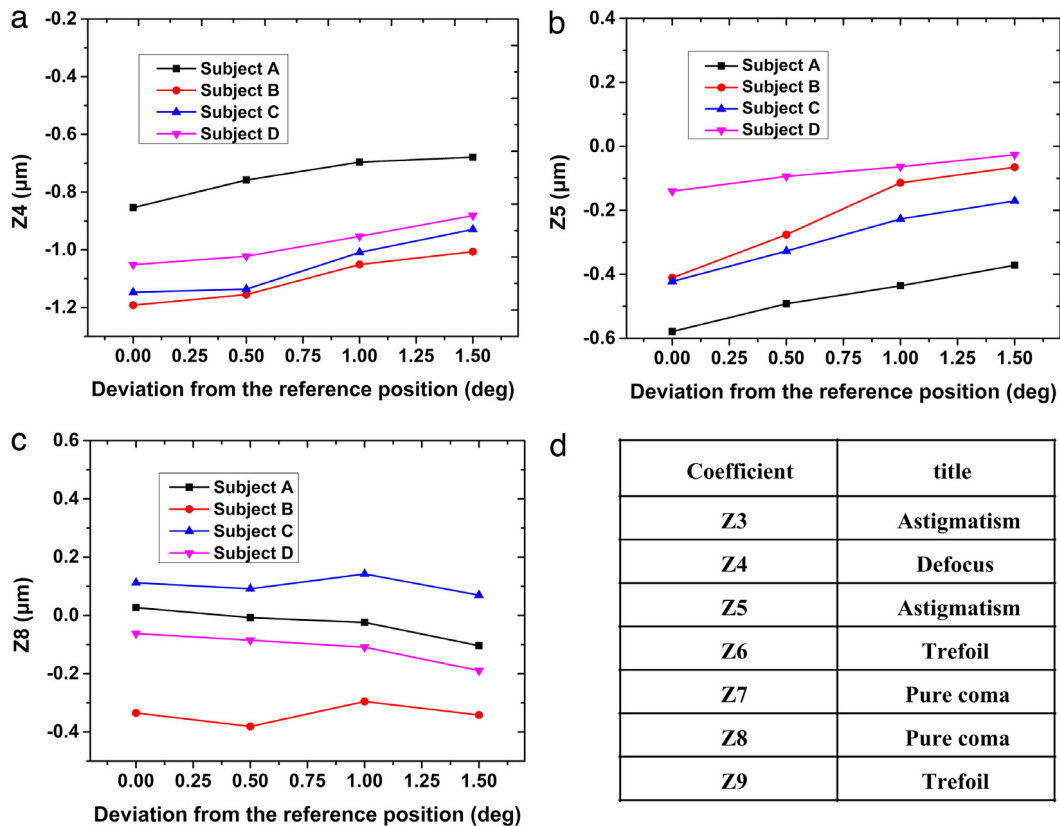 a
-0.2
-0.4
-0.6
-0.8
-1.0
-1.2
Z4 (μm)
Subject A
Subject B
Subject C
Subject D
0.00 0.25 0.50 0.75 1.00 1.25 1.50
Deviation from the reference position (deg)
b
0.4
0.2
0.0
-0.2
-0.4
-0.6
Z5 (μm)
Subject A
Subject B
Subject C
Subject D
0.00 0.25 0.50 0.75 1.00 1.25 1.50
Deviation from the reference position (deg)
c
0.6
0.4
0.2
0.0
-0.2
-0.4
Z8 (μm)
Subject A
Subject B
Subject C
Subject D
0.00 0.25 0.50 0.75 1.00 1.25 1.50
Deviation from the reference position (deg)
d
Coefficient title
Z3 Astigmatism
Z4 Defocus
Z5 Astigmatism
Z6 Trefoil
Z7 Pure coma
Z8 Pure coma
Z9 Trefoil